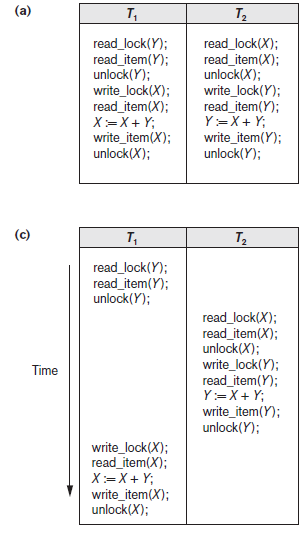 (a)
T₁ T₂
read_lock(Y); read_lock(X);
read_item(Y); read_item(X);
unlock(Y); unlock(X);
write_lock(X); write_lock(Y);
read_item(X); read_item(Y);
X := X + Y; Y := X + Y;
write_item(X); write_item(Y);
unlock(X); unlock(Y);
(c)
T₁ T₂
read_lock(Y);
read_item(Y);
unlock(Y);
read_lock(X);
read_item(X);
unlock(X);
Time
write_lock(Y);
read_item(Y);
Y := X + Y;
write_item(Y);
unlock(Y);
write_lock(X);
read_item(X);
X := X + Y;
write_item(X);
unlock(X);